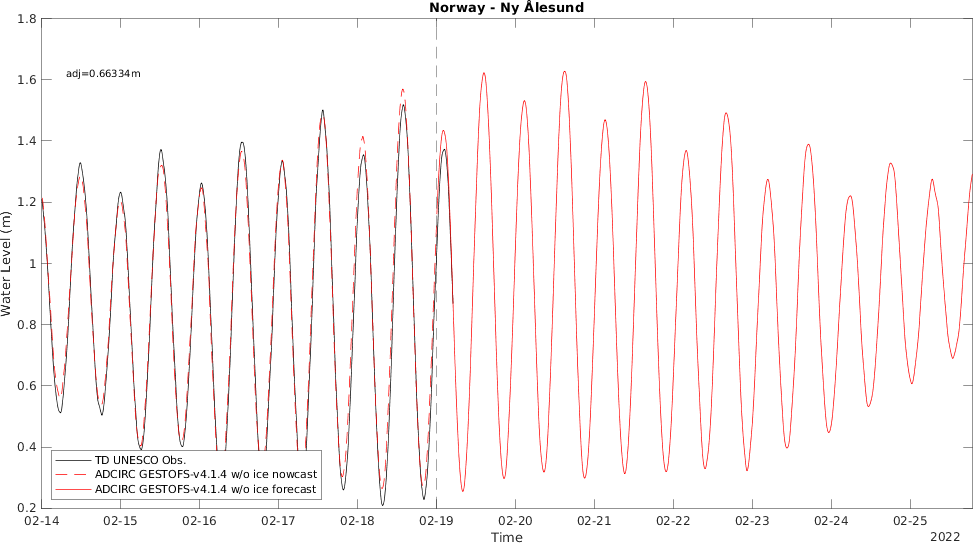 Norway - Ny Ålesund
1.8
1.6
1.4
1.2
1
0.8
0.6
0.4
0.2
Water Level (m)
adj=0.66334m
TD UNESCO Obs.
ADCIRC GESTOFS-v4.1.4 w/o ice nowcast
ADCIRC GESTOFS-v4.1.4 w/o ice forecast
02-14 02-15 02-16 02-17 02-18 02-19 02-20 02-21 02-22 02-23 02-24 02-25
Time
2022